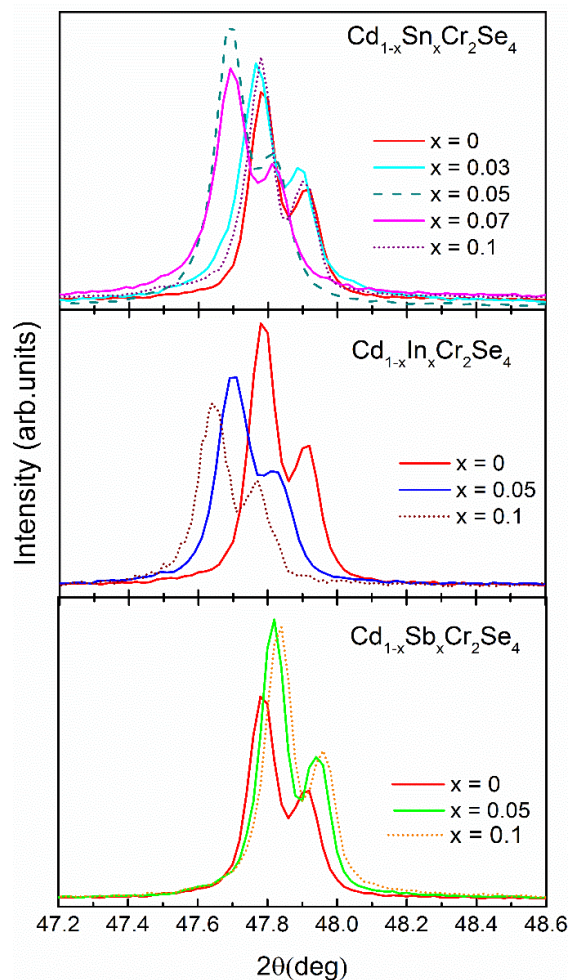 Cd1-xSnxCr2Se4
x = 0
x = 0.03
x = 0.05
x = 0.07
x = 0.1
Cd1-xInxCr2Se4
x = 0
x = 0.05
x = 0.1
Intensity (arb.units)
Cd1-xSbxCr2Se4
x = 0
x = 0.05
x = 0.1
47.2 47.4 47.6 47.8 48.0 48.2 48.4 48.6
2θ(deg)